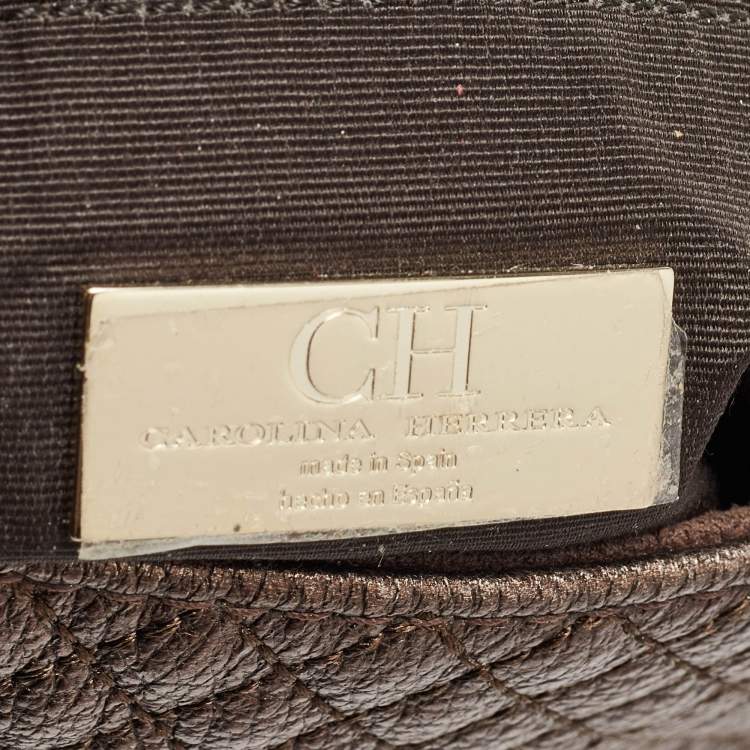 CH
CAROLINA HERRERA
made in Spain
hecho en España